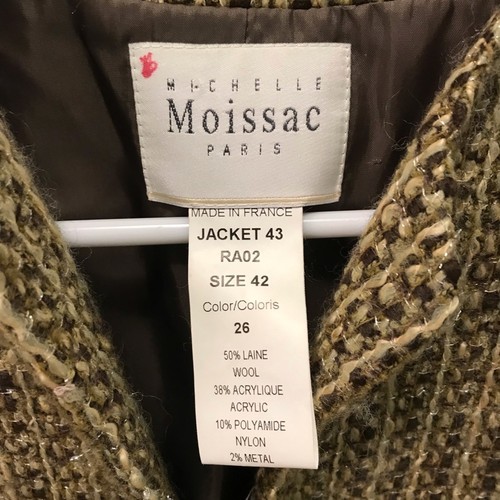 MICHELLE
Moissac
PARIS
MADE IN FRANCE
JACKET 43
RA02
SIZE 42
Color/Coloris
26
50% LAINE
WOOL
38% ACRYLIQUE
ACRYLIC
10% POLYAMIDE
NYLON
2% METAL